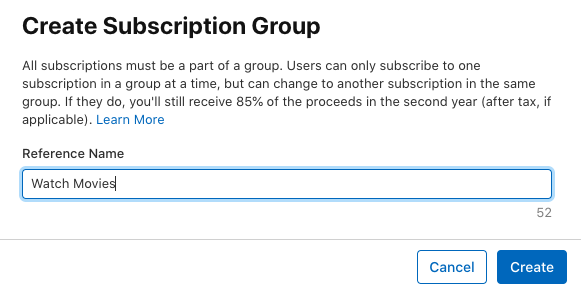 Create Subscription Group
All subscriptions must be a part of a group. Users can only subscribe to one
subscription in a group at a time, but can change to another subscription in the same
group. If they do, you'll still receive 85% of the proceeds in the second year (after tax, if
applicable). Learn More
Reference Name
Watch Movies
52
Cancel Create